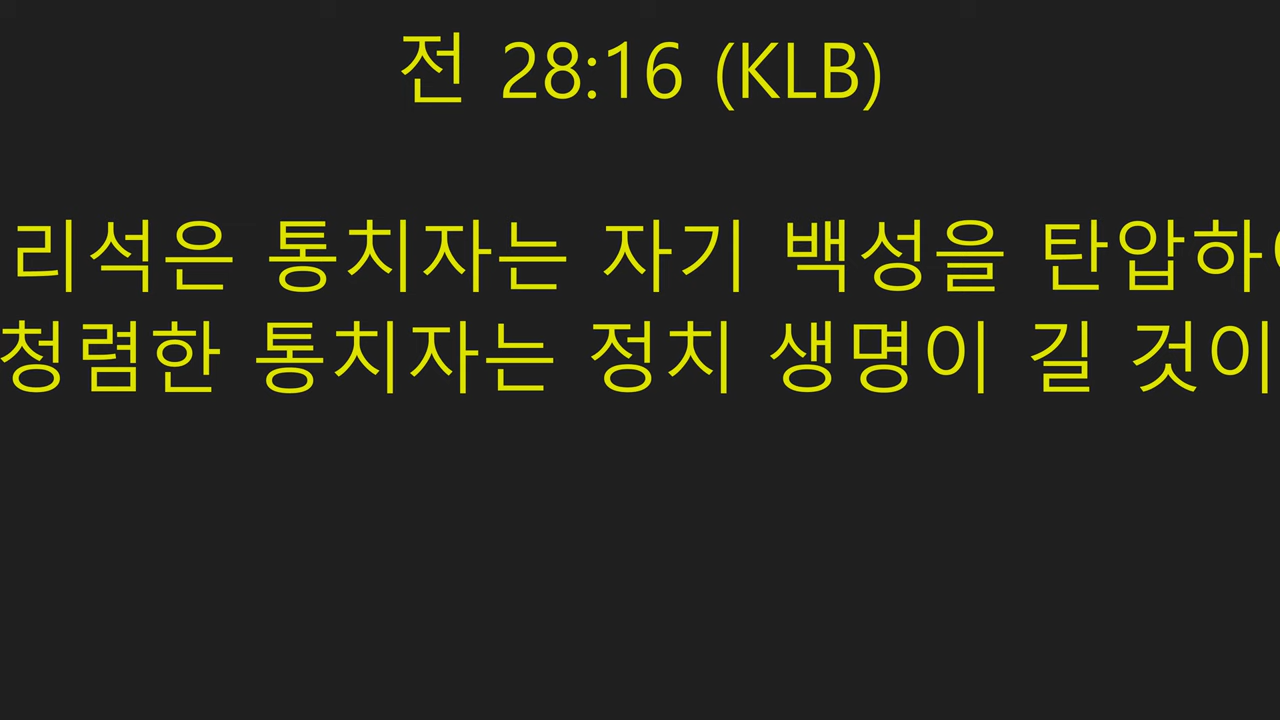 전 28:16 (KLB)
리석은 통치자는 자기 백성을 탄압하
청렴한 통치자는 정치 생명이 길 것이